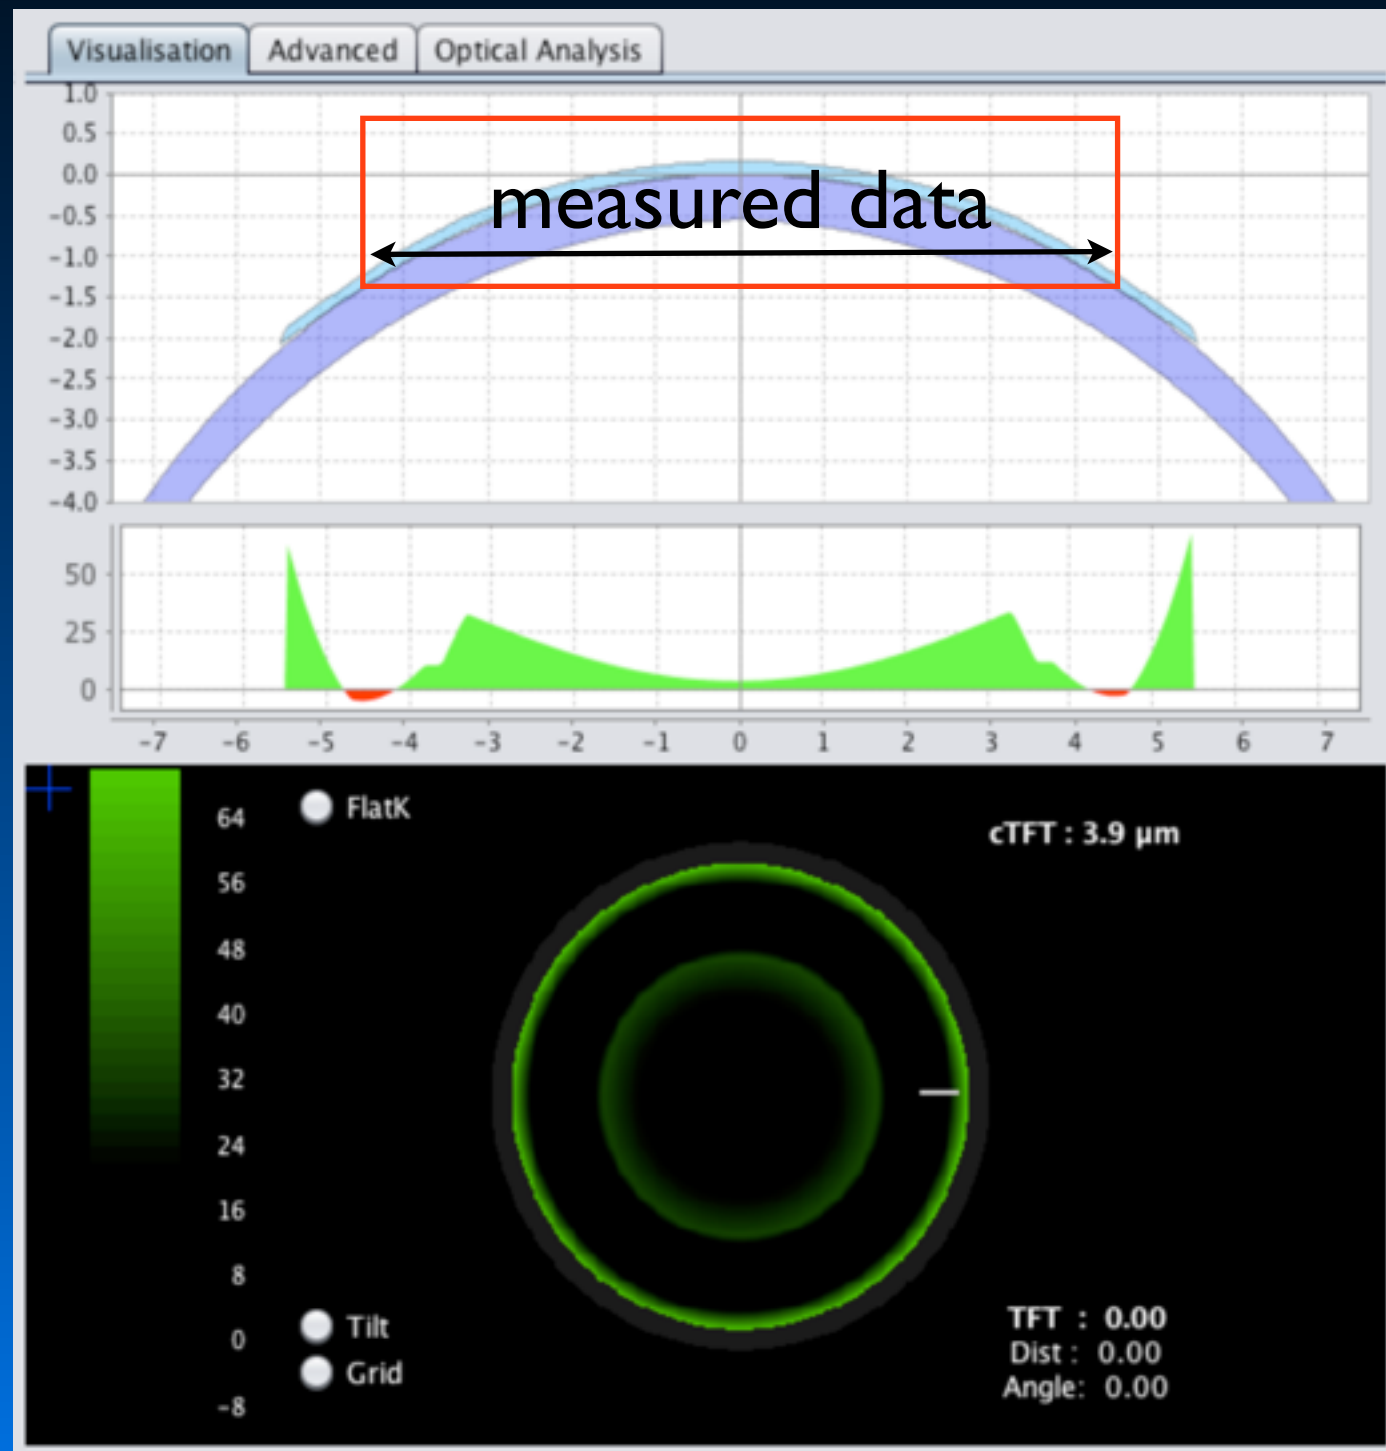 Visualisation Advanced Optical Analysis
1.0
0.5
0.0
-0.5
-1.0
-1.5
-2.0
-2.5
-3.0
-3.5
-4.0
measured data
50
25
0
-7 -6 -5 -4 -3 -2 -1 0 1 2 3 4 5 6 7
64
56
48
40
32
24
16
8
0
-8
FlatK
cTFT : 3.9 µm
Tilt
Grid
TFT : 0.00
Dist : 0.00
Angle: 0.00